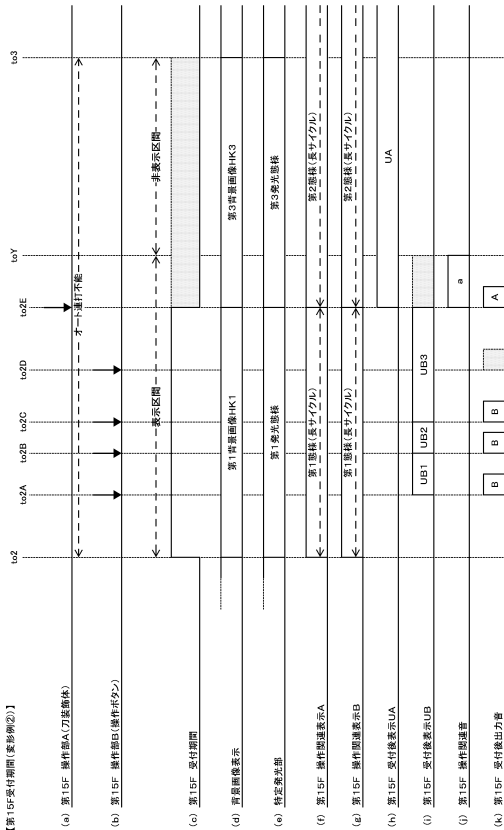 【第15F受付期間(変形例②)】
to2
to2A
to2B
to2C
to2D
to2E
toY
to3
(a) 第15F 操作部A(刀装飾体)
オート連打不能
(b) 第15F 操作部B(操作ボタン)
表示区間
非表示区間
(c) 第15F 受付期間
(d) 背景画像表示
第1背景画像HK1
第3背景画像HK3
(e) 特定発光部
第1発光態様
第3発光態様
(f) 第15F 操作関連表示A
第1態様(長サイクル)
第2態様(長サイクル)
(g) 第15F 操作関連表示B
第1態様(長サイクル)
第2態様(長サイクル)
(h) 第15F 受付後表示UA
UA
(i) 第15F 受付後表示UB
UB1
UB2
UB3
(j) 第15F 操作関連音
a
(k) 第15F 受付後出力音
B
B
B
A